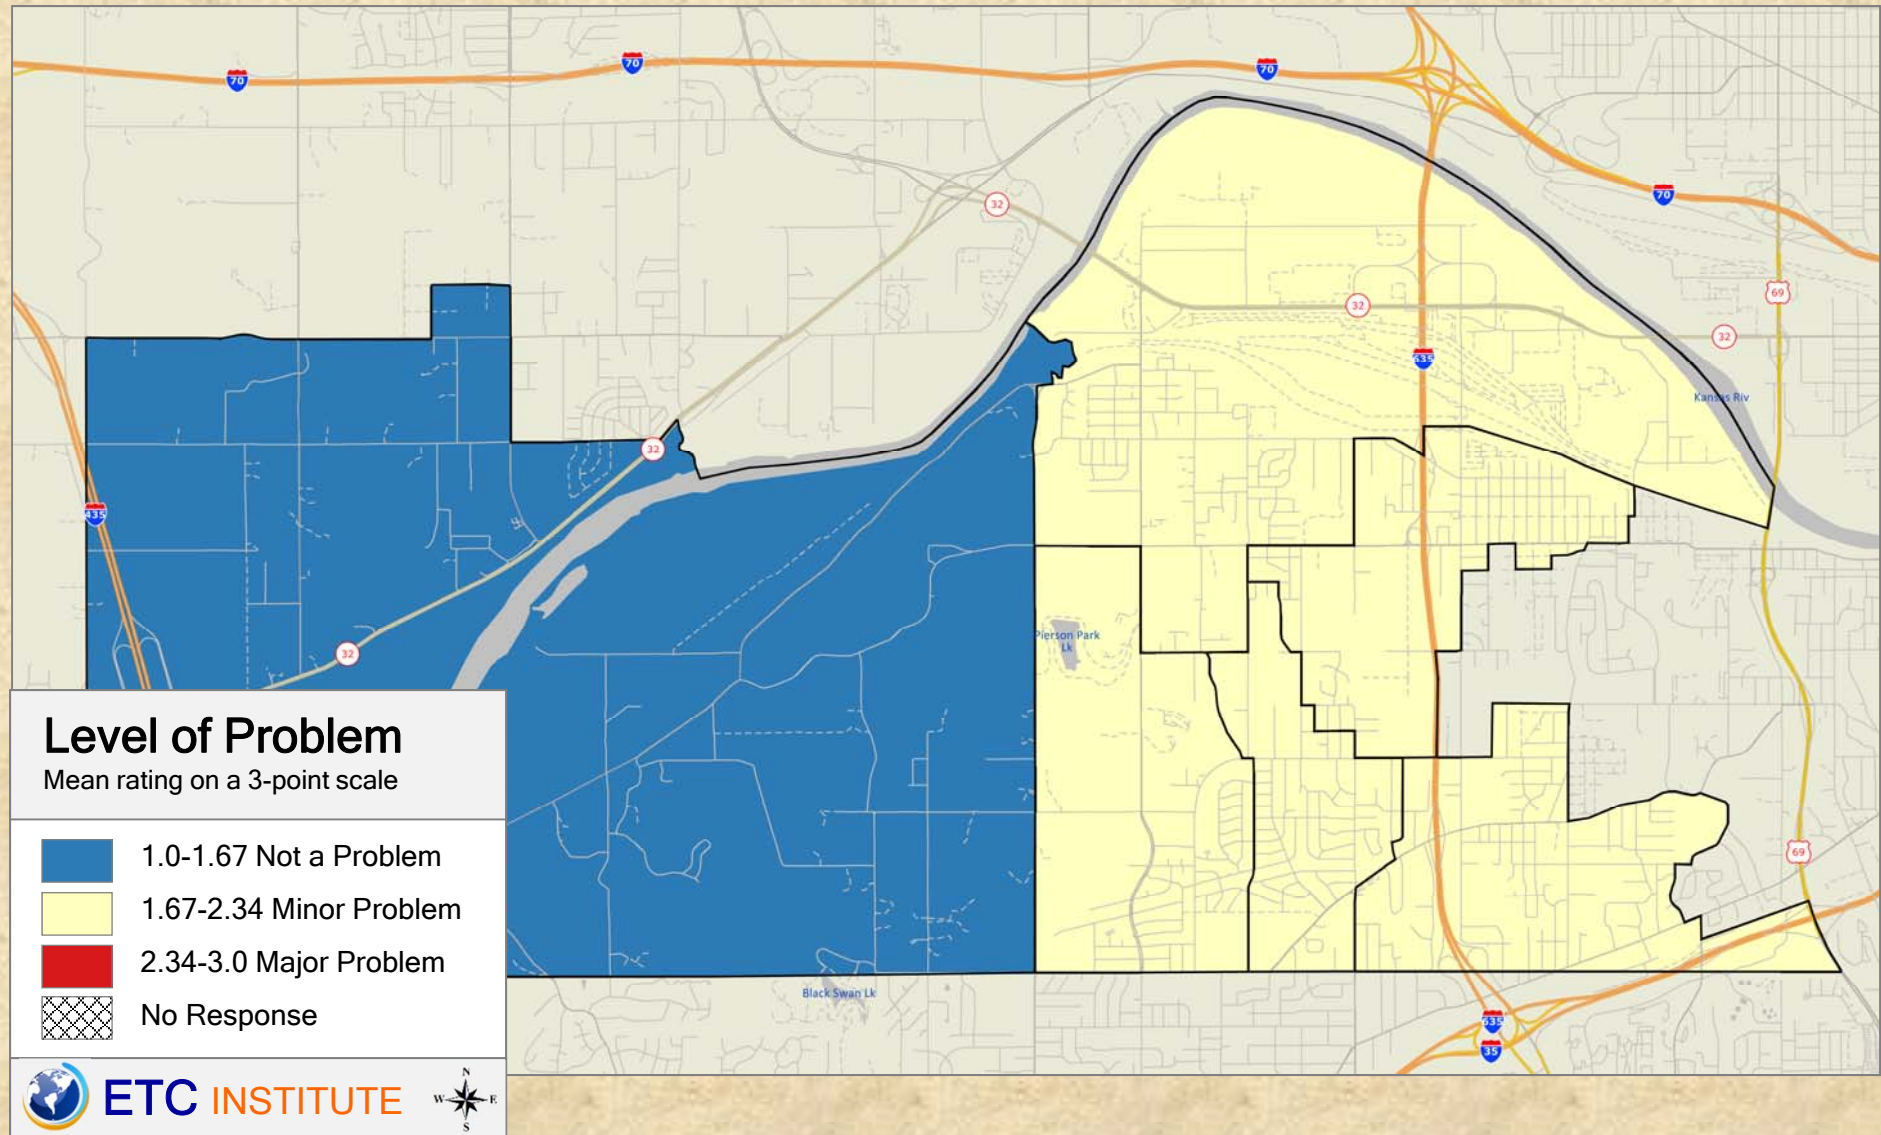 70
70
70
70
32
69
32
32
635
Kansas Riv
32
435
Pierson Park
Lk
32
69
Level of Problem
Mean rating on a 3-point scale
1.0-1.67 Not a Problem
1.67-2.34 Minor Problem
2.34-3.0 Major Problem
No Response
Black Swan Lk
635
35
ETC INSTITUTE
N
W E
S